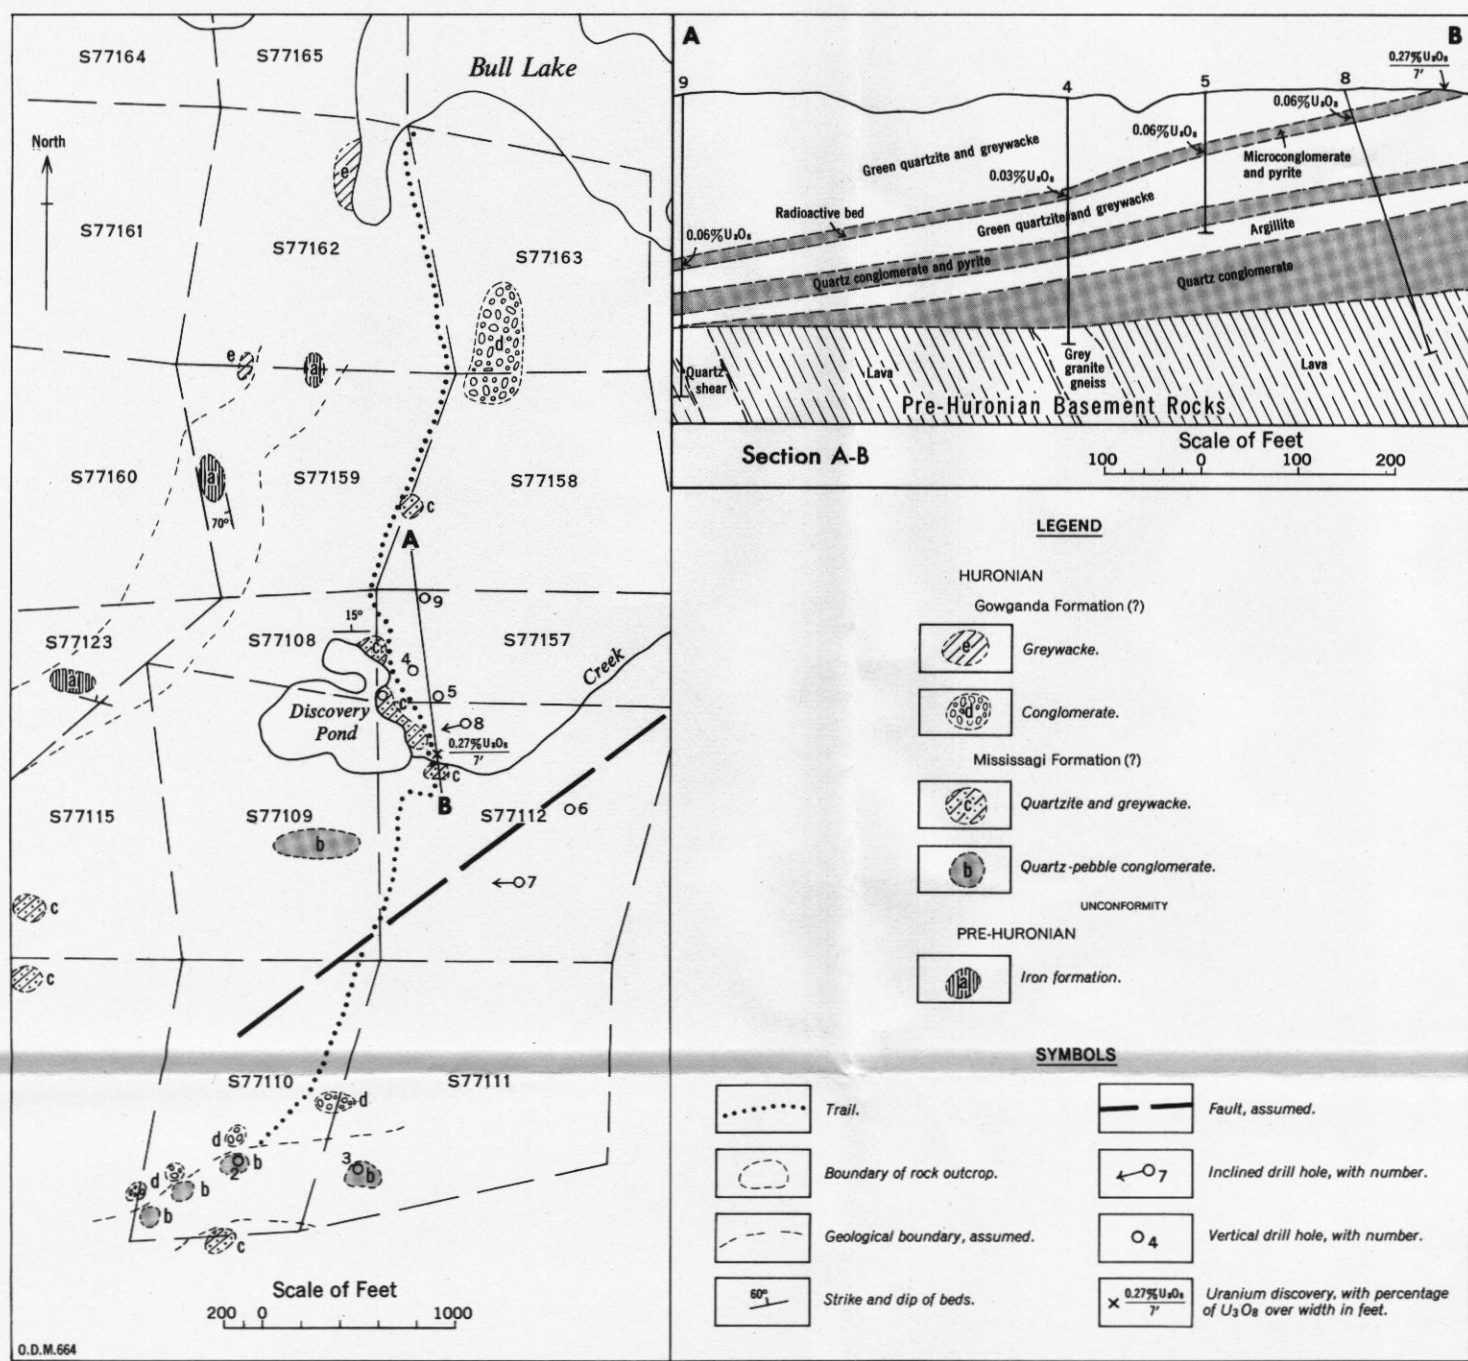 S77164
S77165
Bull Lake
North
e
S77161
S77162
S77163
d
e
a
S77160
a
70°
S77159
S77158
c
A
9
15°
S77123
S77108
S77157
c
4
Creek
a
5
c
Discovery
Pond
8
0.27%U₃O₈
7'
c
B
S77115
S77109
S77112
6
b
7
c
c
S77110
S77111
d
d
b
2
3
b
d
b
b
c
Scale of Feet
200 0 1000
O.D.M.664
A
B
0.27%U₃O₈
7'
9
4
5
8
0.06%U₃O₈
0.06%U₃O₈
Green quartzite and greywacke
Microconglomerate
and pyrite
0.03%U₃O₈
Radioactive bed
Green quartzite and greywacke
0.06%U₃O₈
Argillite
Quartz conglomerate and pyrite
Quartz conglomerate
Quartz
shear
Lava
Grey
granite
gneiss
Lava
Pre-Huronian Basement Rocks
Section A-B
Scale of Feet
100 0 100 200
LEGEND
HURONIAN
Gowganda Formation (?)
e Greywacke.
d Conglomerate.
Mississagi Formation (?)
c Quartzite and greywacke.
b Quartz-pebble conglomerate.
UNCONFORMITY
PRE-HURONIAN
a Iron formation.
SYMBOLS
Trail.
Fault, assumed.
Boundary of rock outcrop.
7 Inclined drill hole, with number.
Geological boundary, assumed.
4 Vertical drill hole, with number.
60° Strike and dip of beds.
0.27%U₃O₈
7'
Uranium discovery, with percentage
of U₃O₈ over width in feet.